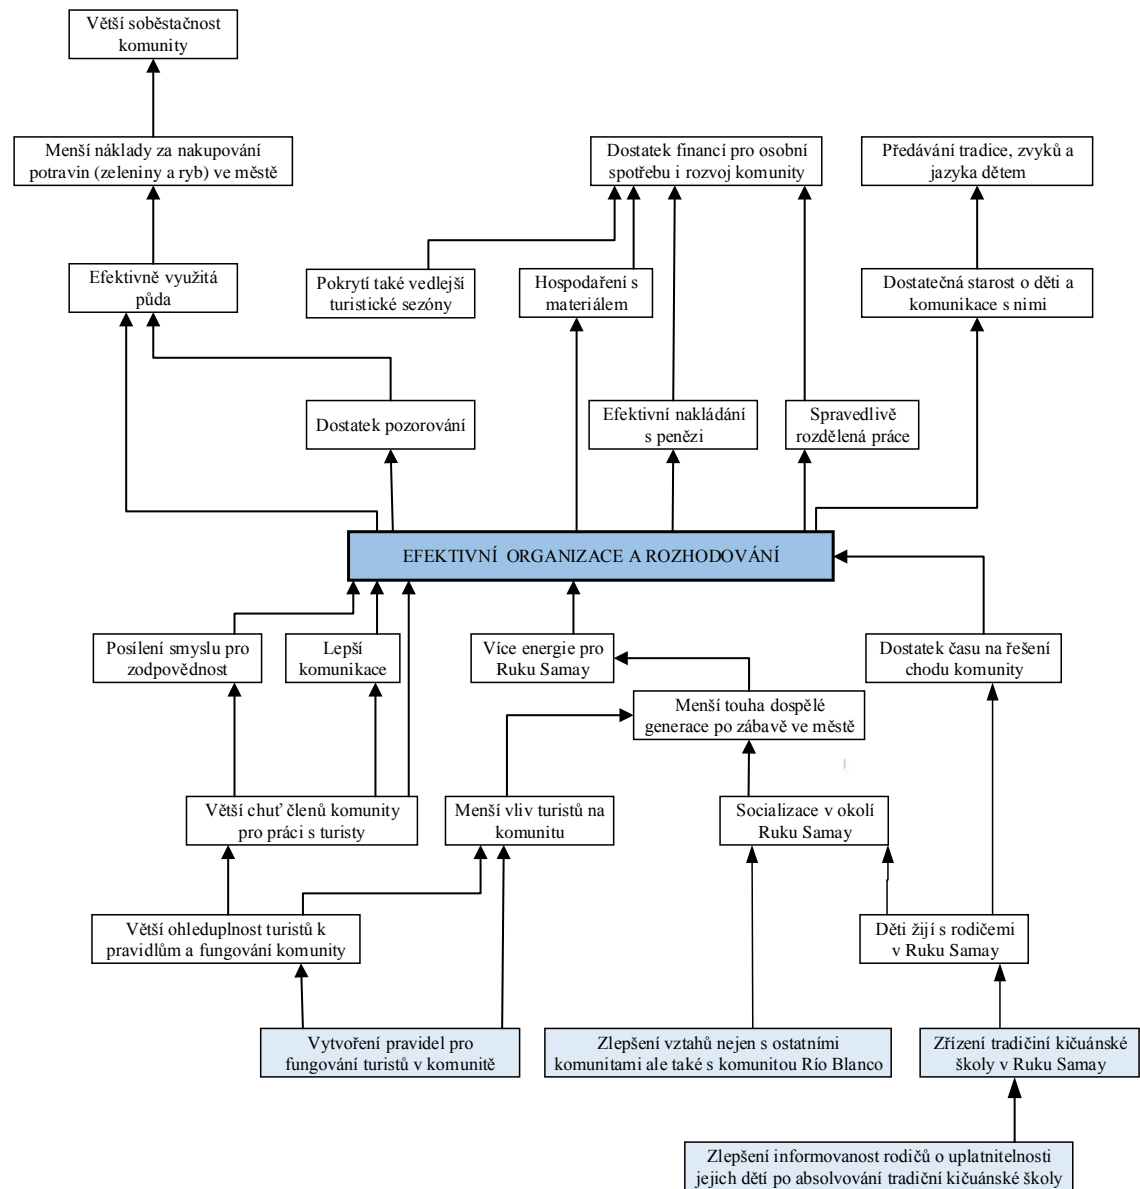 Větší soběstačnost
komunity
Menší náklady za nakupování
potravin (zeleniny a ryb) ve městě
Dostatek financí pro osobní
spotřebu i rozvoj komunity
Předávání tradice, zvyků a
jazyka dětem
Efektivně využitá
půda
Pokrytí také vedlejší
turistické sezóny
Hospodaření s
materiálem
Dostatečná starost o děti a
komunikace s nimi
Dostatek pozorování
Efektivní nakládání
s penězi
Spravedlivě
rozdělená práce
EFEKTIVNÍ ORGANIZACE A ROZHODOVÁNÍ
Posílení smyslu pro
zodpovědnost
Lepší
komunikace
Více energie pro
Ruku Samay
Dostatek času na řešení
chodu komunity
Menší touha dospělé
generace po zábavě ve městě
Větší chuť členů komunity
pro práci s turisty
Menší vliv turistů na
komunitu
Socializace v okolí
Ruku Samay
Větší ohleduplnost turistů k
pravidlům a fungování komunity
Děti žijí s rodičemi
v Ruku Samay
Vytvoření pravidel pro
fungování turistů v komunitě
Zlepšení vztahů nejen s ostatními
komunitami ale také s komunitou Río Blanco
Zřízení tradičiní kičuánské
školy v Ruku Samay
Zlepšení informovanost rodičů o uplatnitelnosti
jejich dětí po absolvování tradiční kičuánské školy